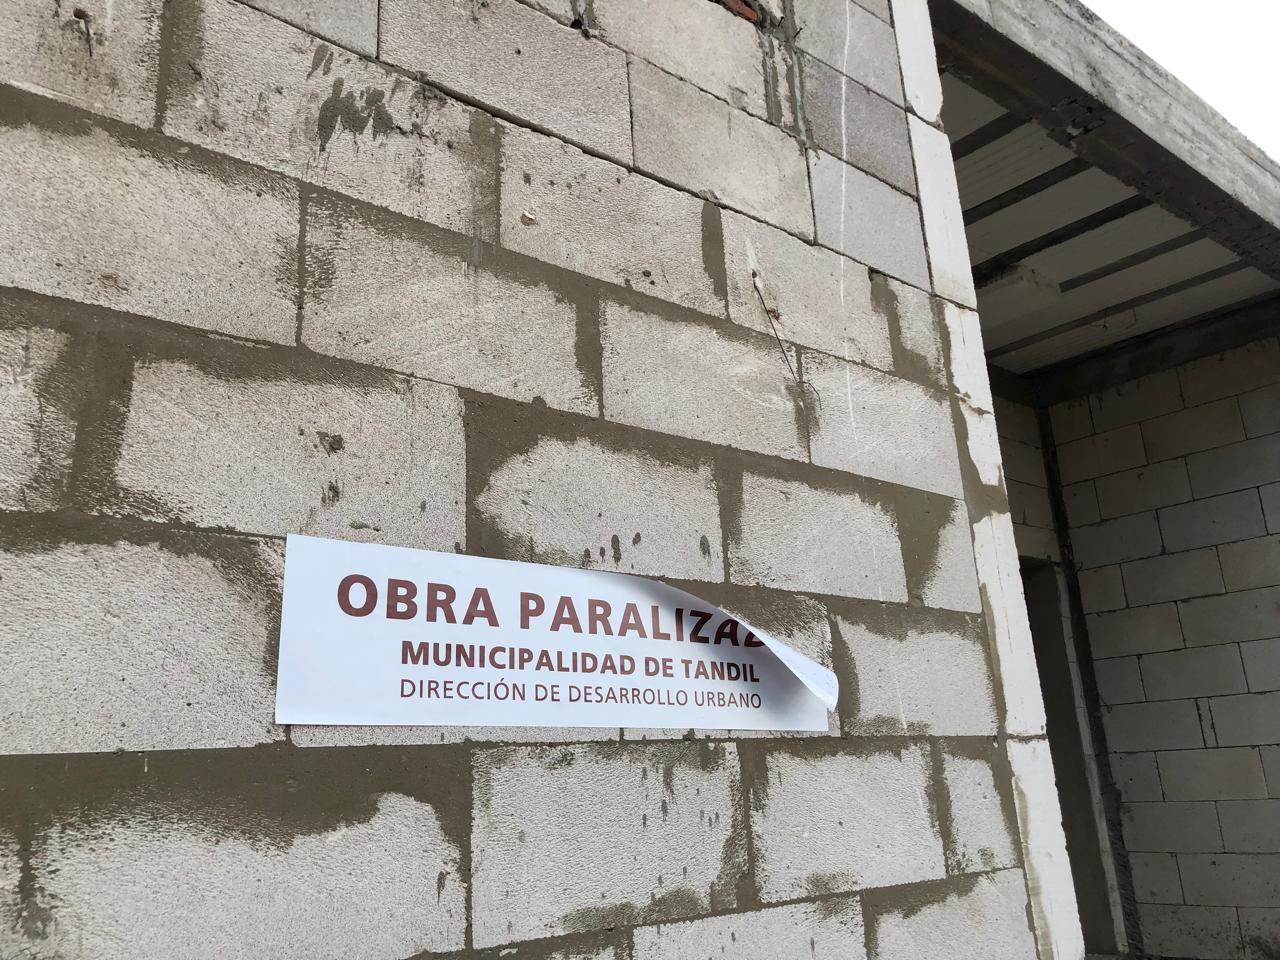 OBRA PARALIZAD
MUNICIPALIDAD DE TANDIL
DIRECCIÓN DE DESARROLLO URBANO